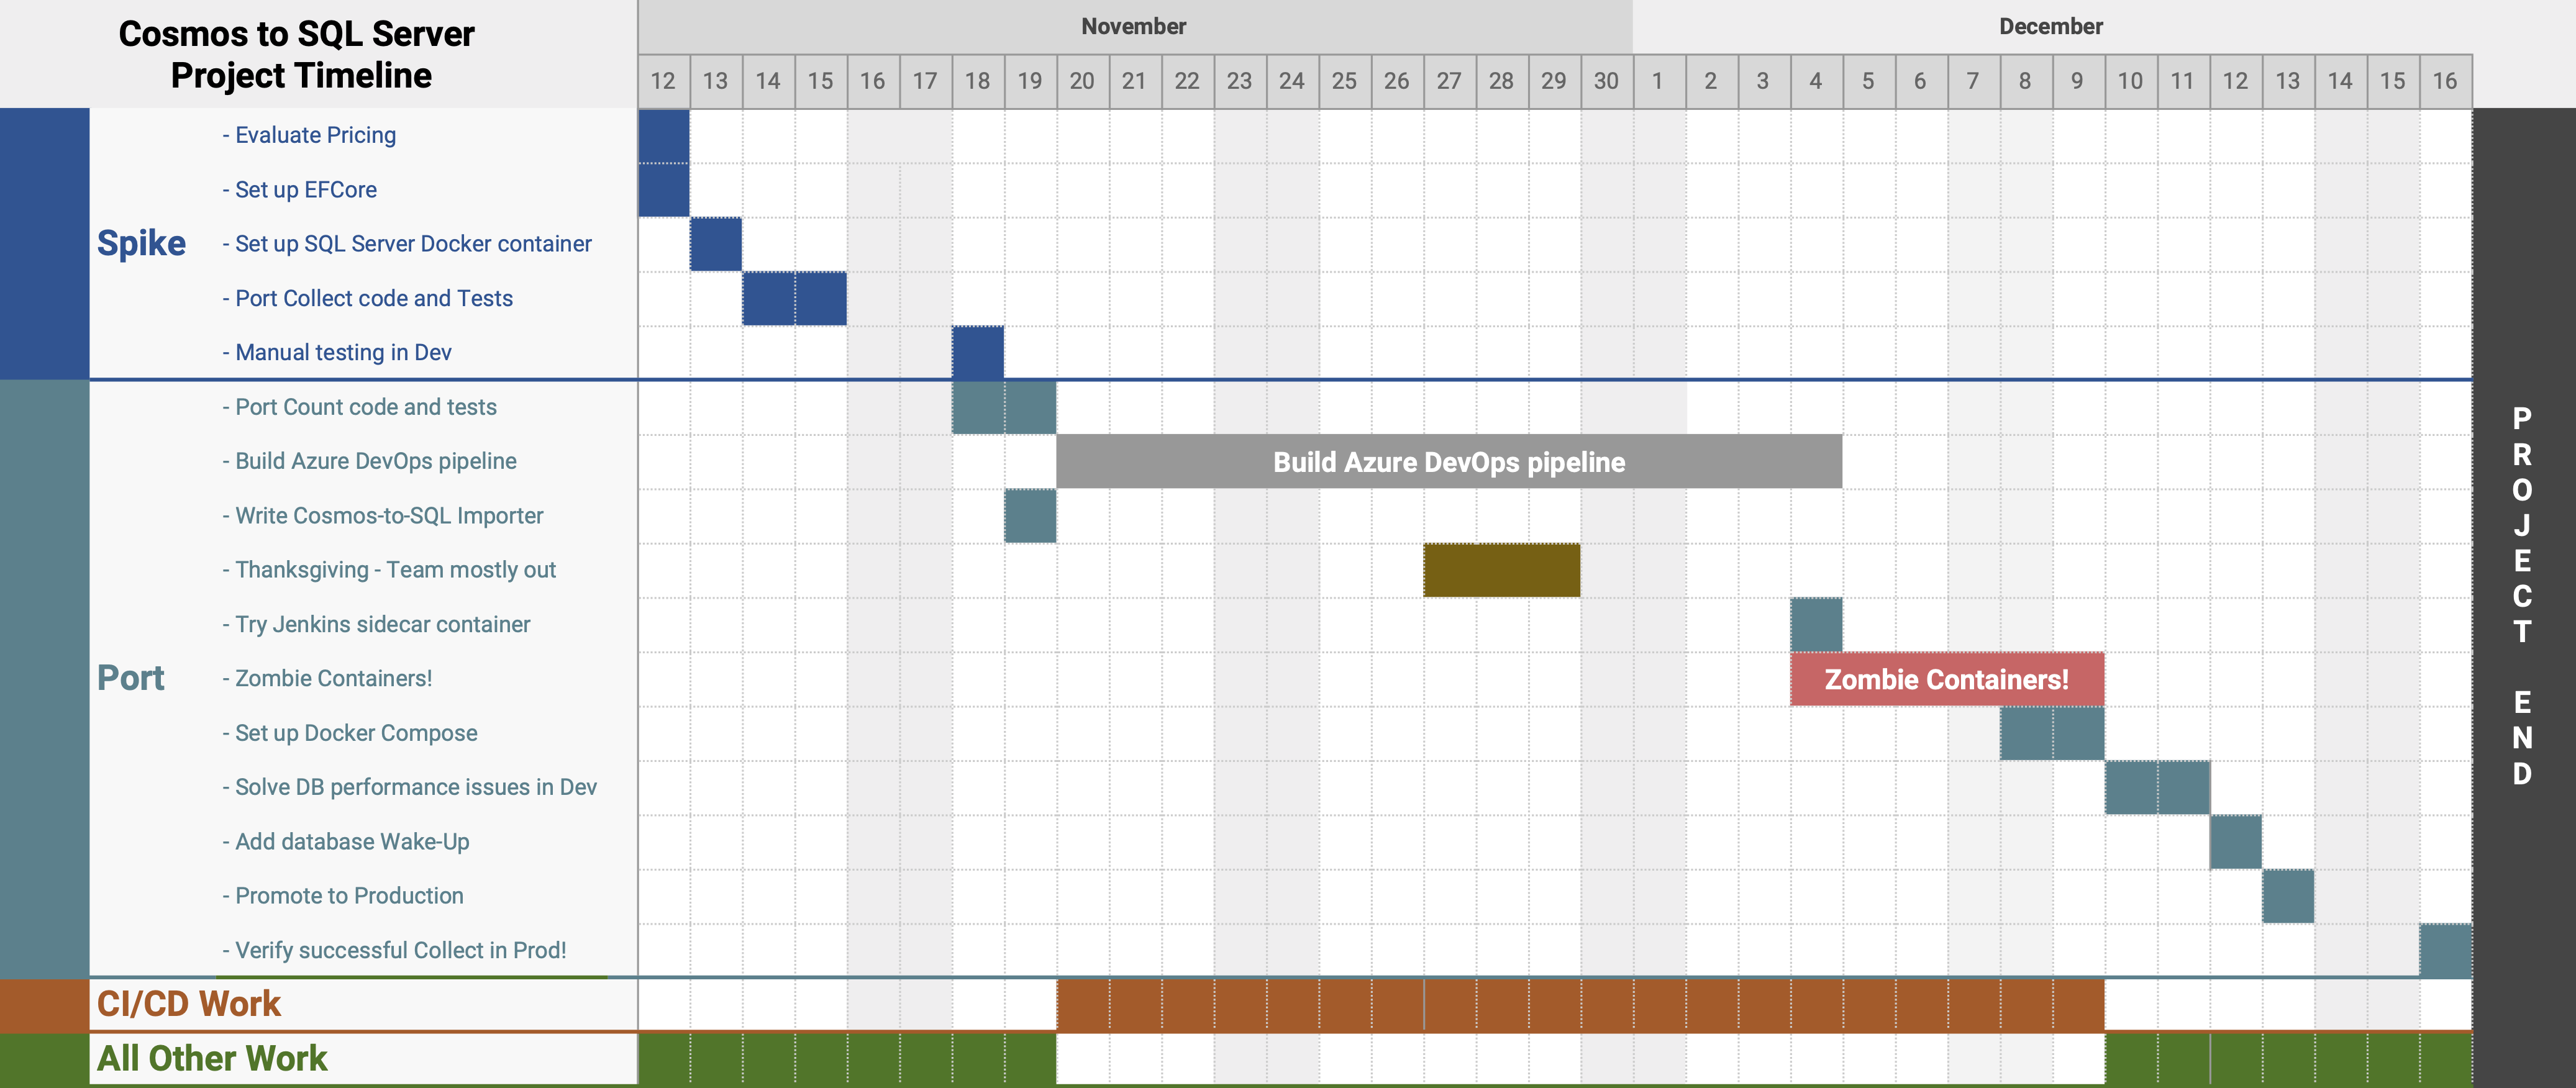 Cosmos to SQL Server
Project Timeline
November
December
12 13 14 15 16 17 18 19 20 21 22 23 24 25 26 27 28 29 30 1 2 3 4 5 6 7 8 9 10 11 12 13 14 15 16
Spike
- Evaluate Pricing
- Set up EFCore
- Set up SQL Server Docker container
- Port Collect code and Tests
- Manual testing in Dev
Port
- Port Count code and tests
- Build Azure DevOps pipeline
Build Azure DevOps pipeline
- Write Cosmos-to-SQL Importer
- Thanksgiving - Team mostly out
- Try Jenkins sidecar container
- Zombie Containers!
Zombie Containers!
- Set up Docker Compose
- Solve DB performance issues in Dev
- Add database Wake-Up
- Promote to Production
- Verify successful Collect in Prod!
CI/CD Work
All Other Work
PROJECT END